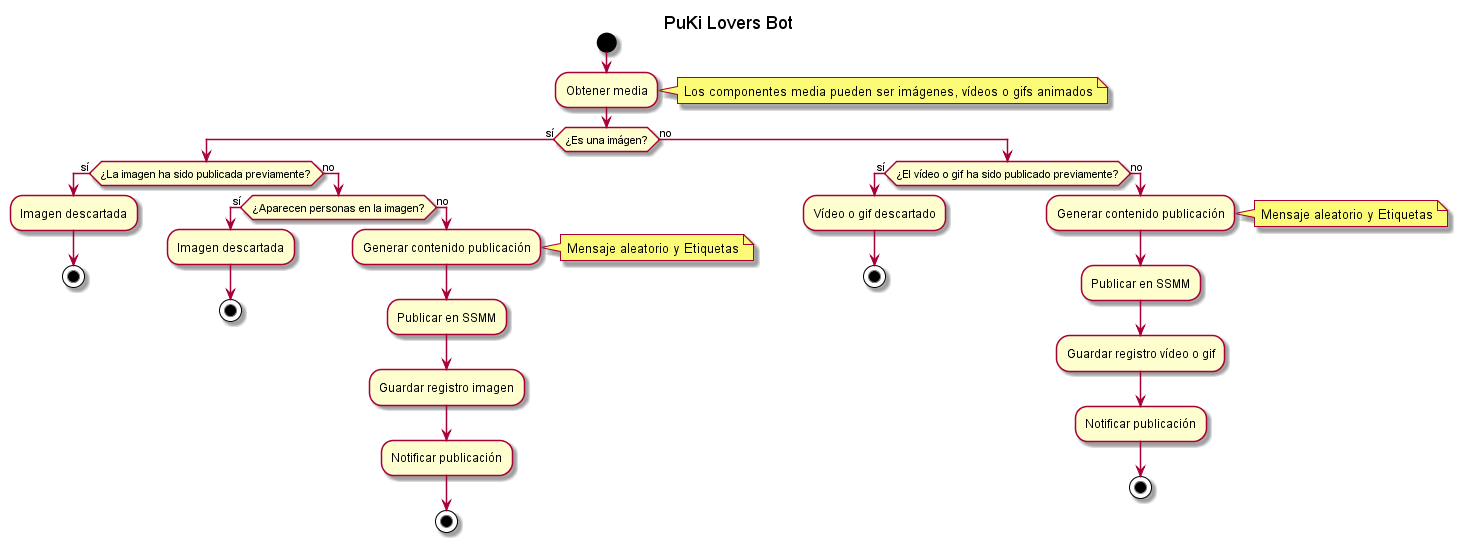 PuKi Lovers Bot
Obtener media
Los componentes media pueden ser imágenes, vídeos o gifs animados
sí
¿Es una imágen?
no
sí
¿La imagen ha sido publicada previamente?
no
Imagen descartada
sí
¿Aparecen personas en la imagen?
no
Imagen descartada
Generar contenido publicación
Mensaje aleatorio y Etiquetas
Publicar en SSMM
Guardar registro imagen
Notificar publicación
sí
¿El vídeo o gif ha sido publicado previamente?
no
Vídeo o gif descartado
Generar contenido publicación
Mensaje aleatorio y Etiquetas
Publicar en SSMM
Guardar registro vídeo o gif
Notificar publicación